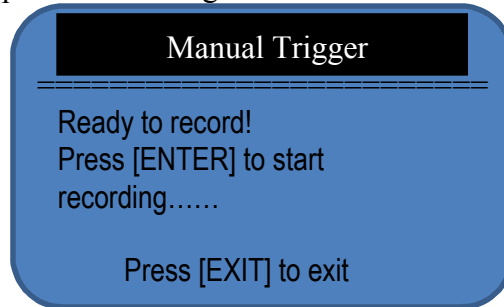 Manual Trigger
==============================
Ready to record!
Press [ENTER] to start
recording……
Press [EXIT] to exit